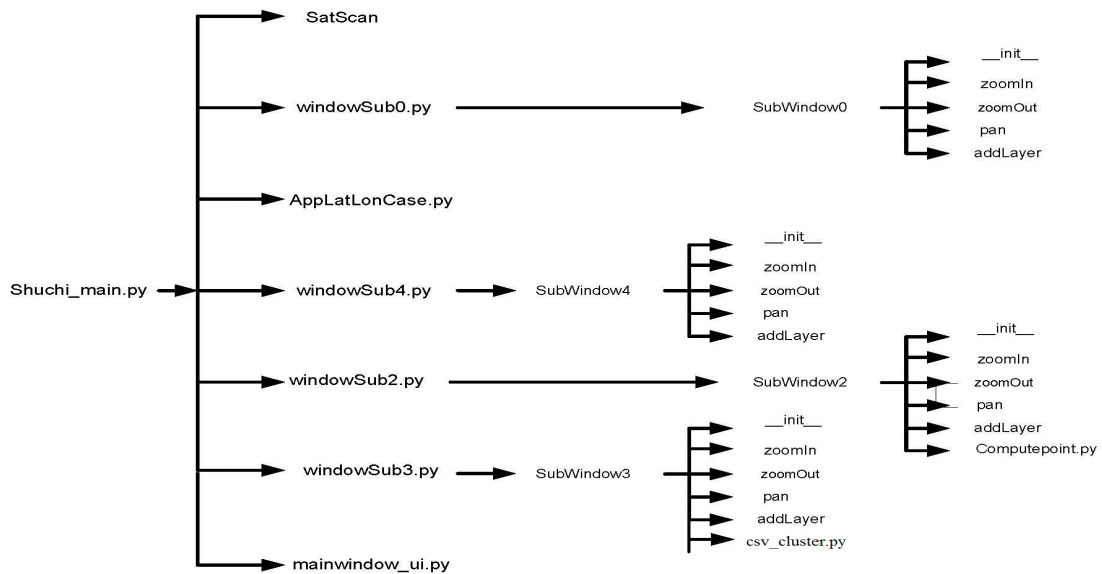 SatScan
windowSub0.py
SubWindow0
__init__
zoomIn
zoomOut
pan
addLayer
AppLatLonCase.py
Shuchi_main.py
windowSub4.py
SubWindow4
__init__
zoomIn
zoomOut
pan
addLayer
windowSub2.py
SubWindow2
__init__
zoomIn
zoomOut
pan
addLayer
Computepoint.py
windowSub3.py
SubWindow3
__init__
zoomIn
zoomOut
pan
addLayer
csv_cluster.py
mainwindow_ui.py